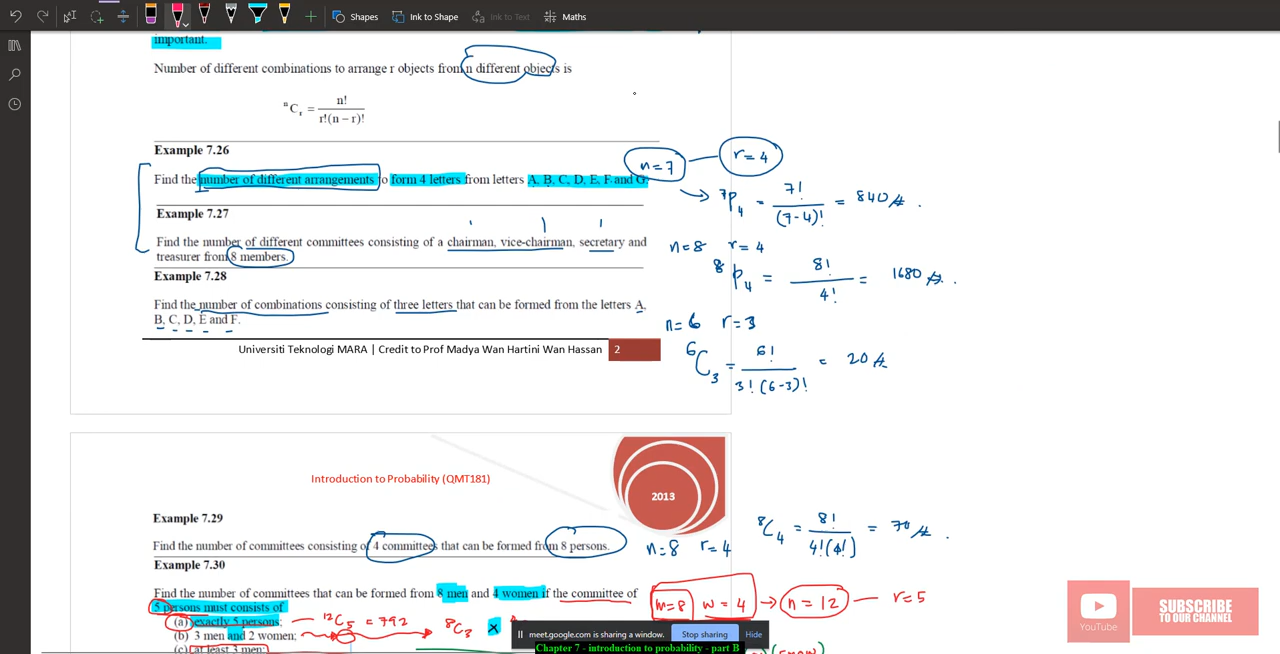 Shapes Ink to Shape Ink to Text Maths
important.
Number of different combinations to arrange r objects from n different objects is
nCr = n! / r!(n − r)!
Example 7.26
n=7 r=4
Find the number of different arrangements o form 4 letters from letters A, B, C, D, E, F and G.
7P4 = 7! / (7-4)! = 840
Example 7.27
Find the number of different committees consisting of a chairman, vice-chairman, secretary and
treasurer from 8 members.
n=8 r=4
8P4 = 8! / 4! = 1680
Example 7.28
Find the number of combinations consisting of three letters that can be formed from the letters A,
B, C, D, E and F.
n=6 r=3
6C3 = 6! / 3!(6-3)! = 20
Universiti Teknologi MARA | Credit to Prof Madya Wan Hartini Wan Hassan 2
Introduction to Probability (QMT181)
2013
Example 7.29
Find the number of committees consisting of 4 committees that can be formed from 8 persons.
n=8 r=4
8C4 = 8! / 4!(4!) = 70
Example 7.30
Find the number of committees that can be formed from 8 men and 4 women if the committee of
5 persons must consists of
m=8 w=4 → n=12 r=5
(a) exactly 5 persons;
12C5 = 792
(b) 3 men and 2 women;
8C3 ×
(c) at least 3 men;
meet.google.com is sharing a window. Stop sharing Hide
Chapter 7 - introduction to probability - part B
YouTube
SUBSCRIBE
TO OUR CHANNEL